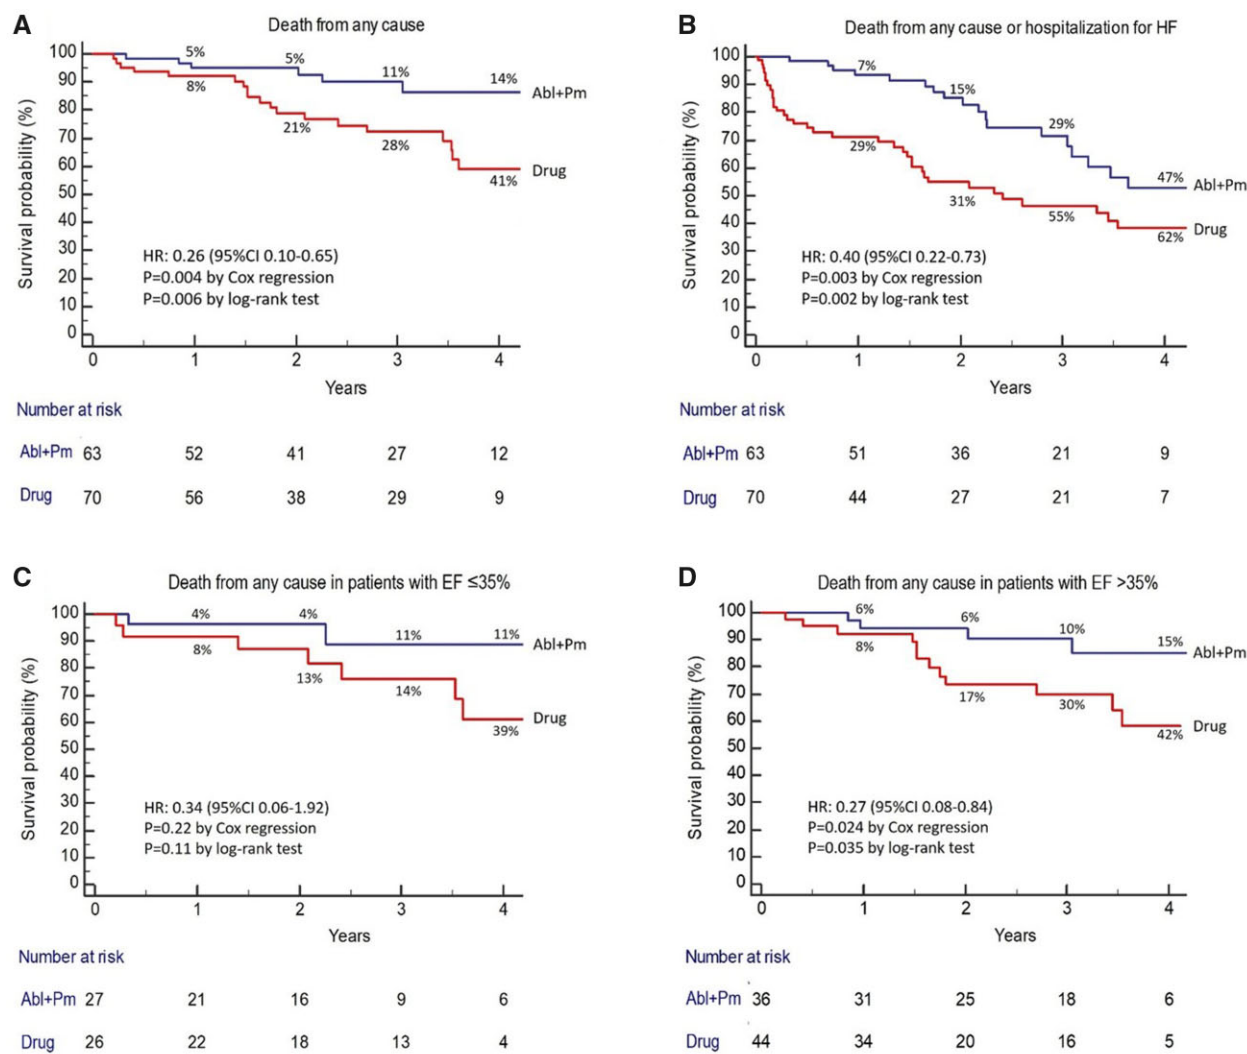 A
Death from any cause
Survival probability (%)
100
90
80
70
60
50
40
30
20
10
0
5%
5%
11%
14%
Abl+Pm
8%
21%
28%
41%
Drug
HR: 0.26 (95%CI 0.10-0.65)
P=0.004 by Cox regression
P=0.006 by log-rank test
0 1 2 3 4
Years
Number at risk
Abl+Pm 63 52 41 27 12
Drug 70 56 38 29 9
B
Death from any cause or hospitalization for HF
Survival probability (%)
100
90
80
70
60
50
40
30
20
10
0
7%
15%
29%
47%
Abl+Pm
29%
31%
55%
62%
Drug
HR: 0.40 (95%CI 0.22-0.73)
P=0.003 by Cox regression
P=0.002 by log-rank test
0 1 2 3 4
Years
Number at risk
Abl+Pm 63 51 36 21 9
Drug 70 44 27 21 7
C
Death from any cause in patients with EF ≤35%
Survival probability (%)
100
90
80
70
60
50
40
30
20
10
0
4%
4%
11%
11%
Abl+Pm
8%
13%
14%
39%
Drug
HR: 0.34 (95%CI 0.06-1.92)
P=0.22 by Cox regression
P=0.11 by log-rank test
0 1 2 3 4
Years
Number at risk
Abl+Pm 27 21 16 9 6
Drug 26 22 18 13 4
D
Death from any cause in patients with EF >35%
Survival probability (%)
100
90
80
70
60
50
40
30
20
10
0
6%
6%
10%
15%
Abl+Pm
8%
17%
30%
42%
Drug
HR: 0.27 (95%CI 0.08-0.84)
P=0.024 by Cox regression
P=0.035 by log-rank test
0 1 2 3 4
Years
Number at risk
Abl+Pm 36 31 25 18 6
Drug 44 34 20 16 5